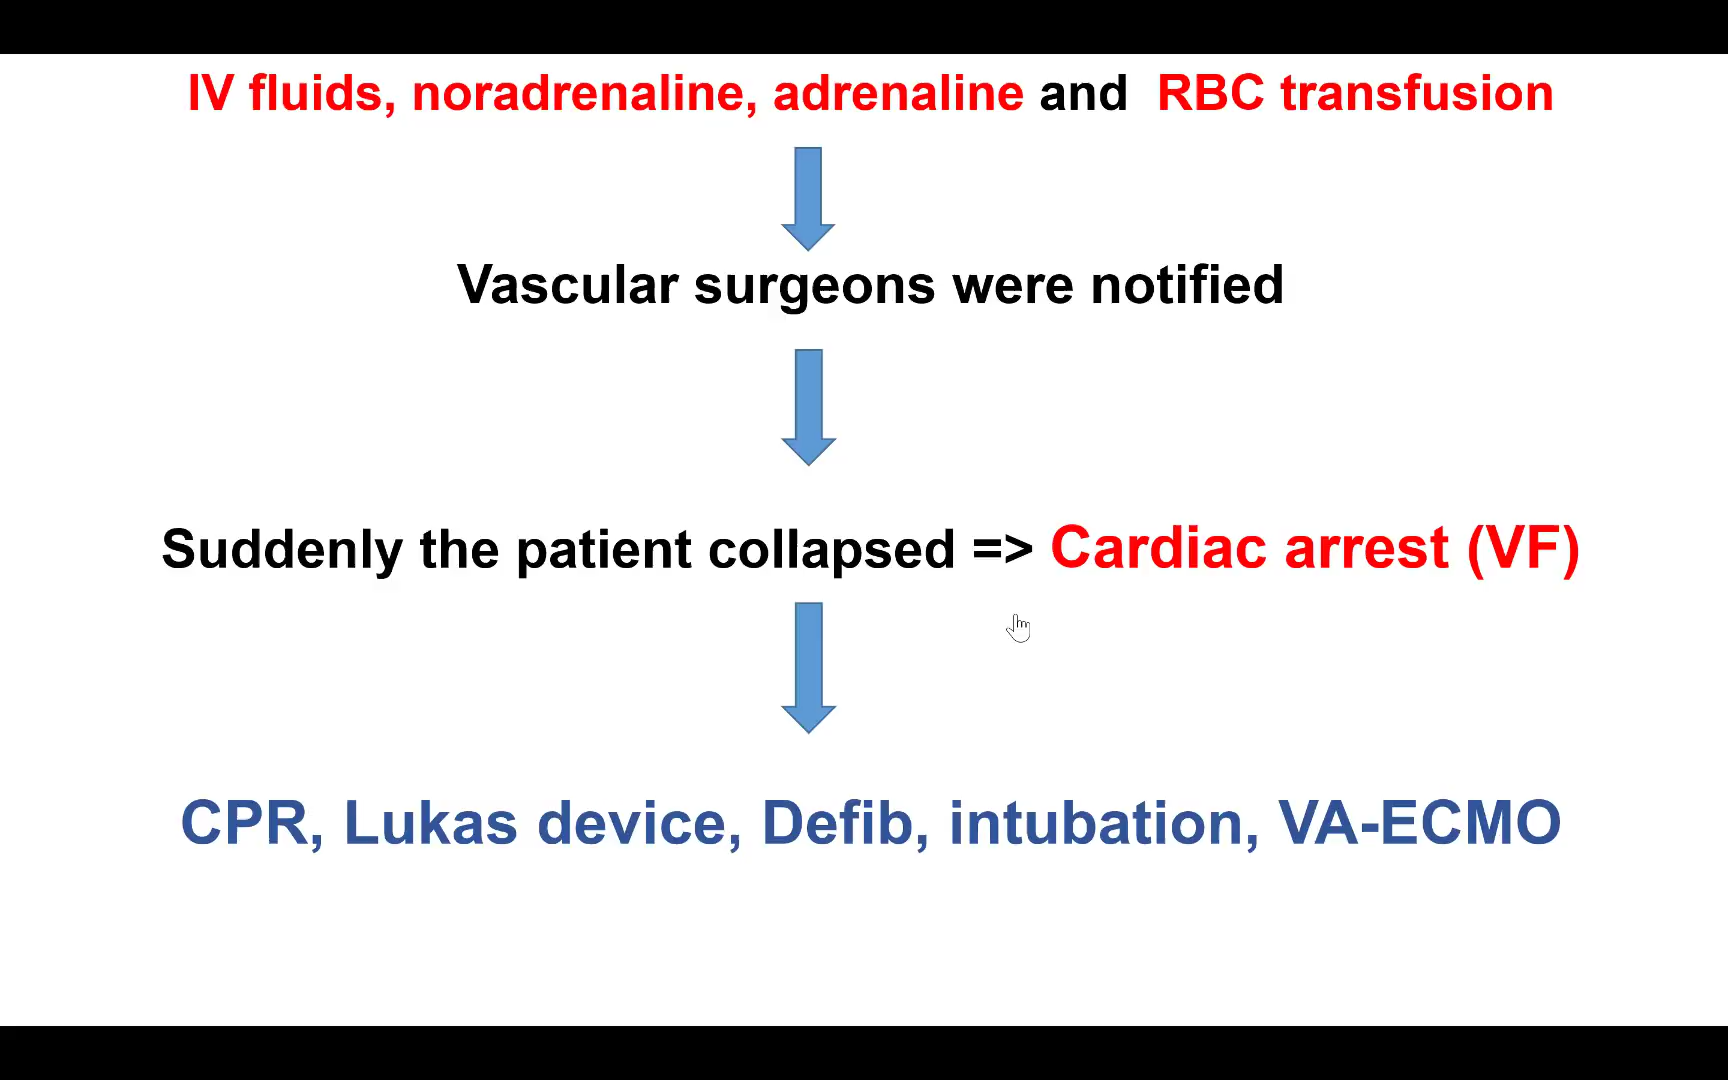 IV fluids, noradrenaline, adrenaline and RBC transfusion
Vascular surgeons were notified
Suddenly the patient collapsed => Cardiac arrest (VF)
CPR, Lukas device, Defib, intubation, VA-ECMO